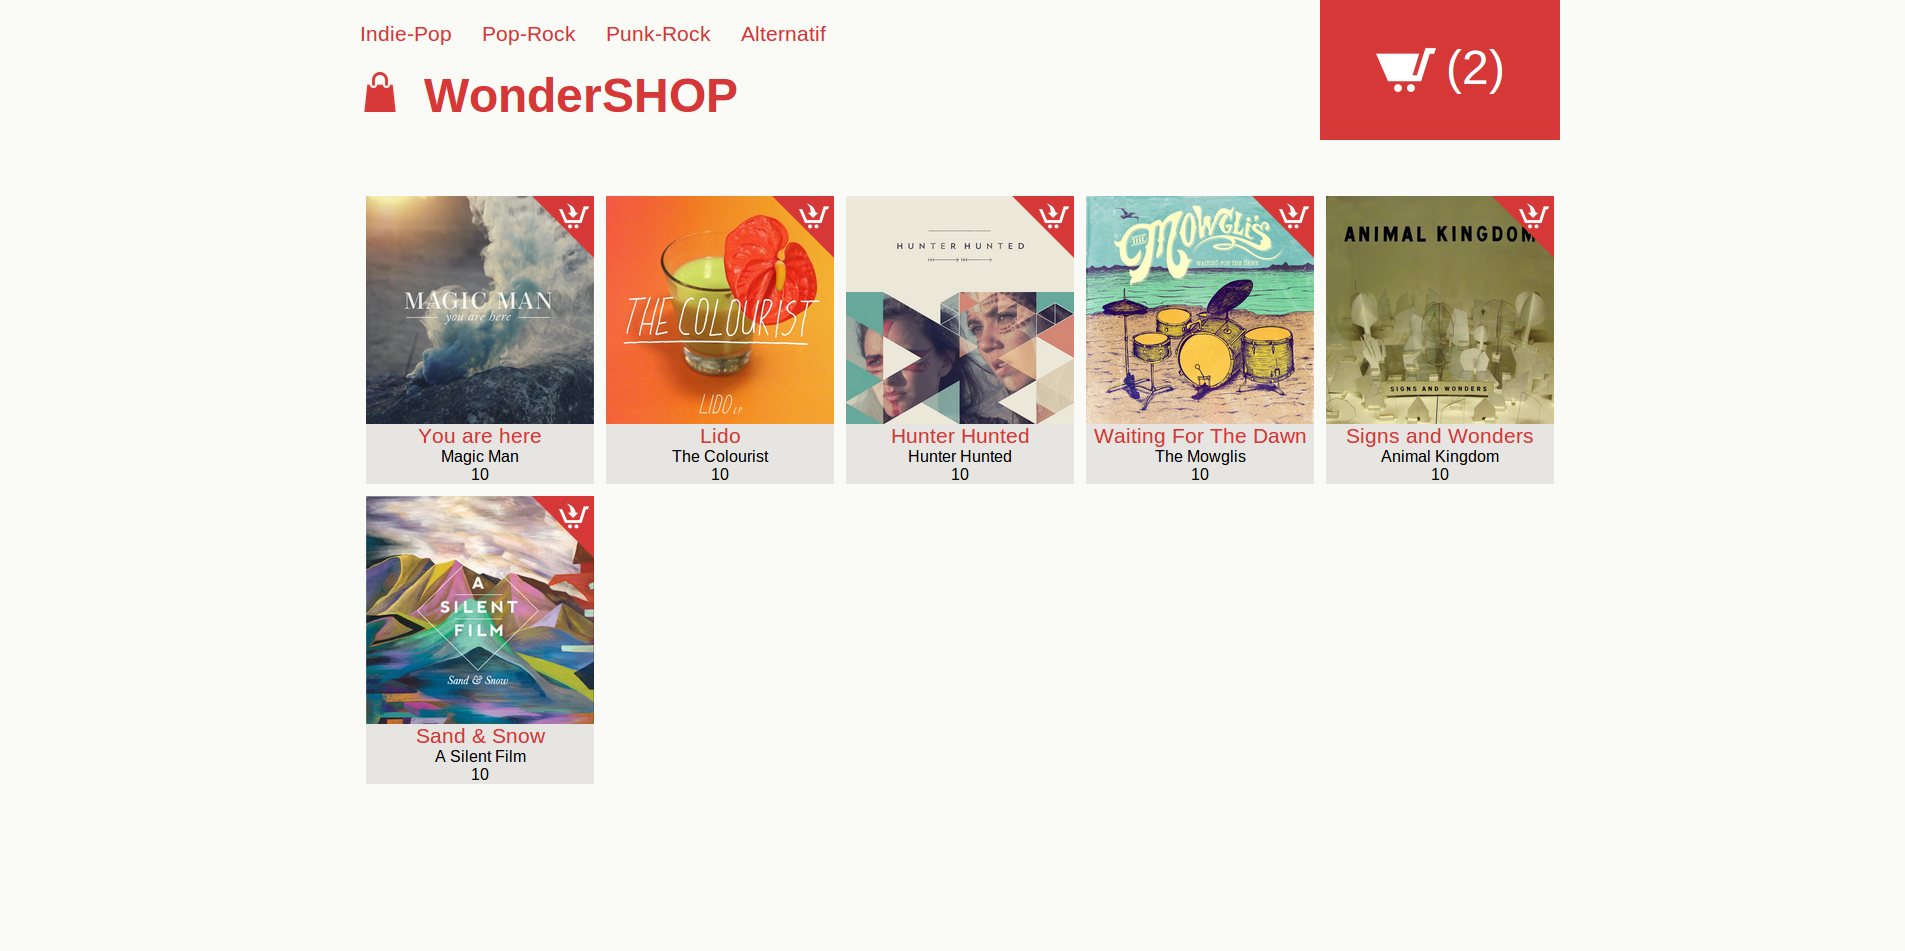 Indie-Pop Pop-Rock Punk-Rock Alternatif
WonderSHOP
(2)
MAGIC MAN
you are here
You are here
Magic Man
10
THE COLOURIST
LIDO EP
Lido
The Colourist
10
HUNTER HUNTED
Hunter Hunted
Hunter Hunted
10
THE MOWGLI'S
WAITING FOR THE DAWN
Waiting For The Dawn
The Mowglis
10
ANIMAL KINGDOM
SIGNS AND WONDERS
Signs and Wonders
Animal Kingdom
10
A
SILENT
FILM
Sand & Snow
Sand & Snow
A Silent Film
10